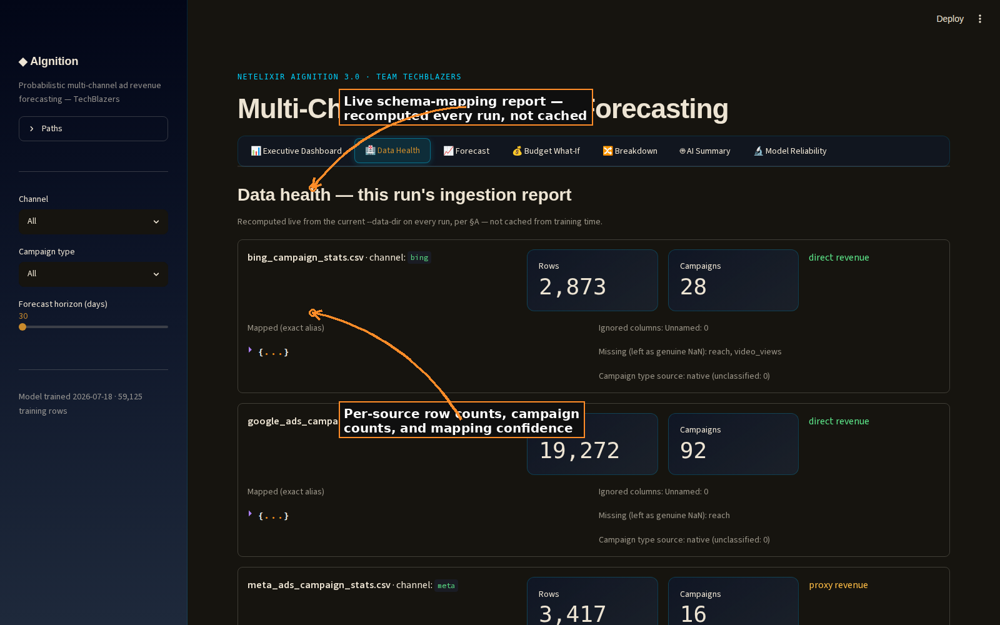 Deploy
◆ AIgnition
Probabilistic multi-channel ad revenue
forecasting — TechBlazers
Paths
Channel
All
Campaign type
All
Forecast horizon (days)
30
Model trained 2026-07-18 · 59,125
training rows
NETELIXIR AIGNITION 3.0 · TEAM TECHBLAZERS
Multi-Ch
Forecasting
Live schema-mapping report —
recomputed every run, not cached
📊 Executive Dashboard
🏥 Data Health
📈 Forecast
💰 Budget What-If
🔀 Breakdown
AI Summary
🔬 Model Reliability
Data health — this run's ingestion report
Recomputed live from the current --data-dir on every run, per §A — not cached from training time.
bing_campaign_stats.csv · channel: bing
Rows
2,873
Campaigns
28
direct revenue
Mapped (exact alias)
{...}
Ignored columns: Unnamed: 0
Missing (left as genuine NaN): reach, video_views
Campaign type source: native (unclassified: 0)
Per-source row counts, campaign
counts, and mapping confidence
google_ads_campa
19,272
Campaigns
92
direct revenue
Mapped (exact alias)
{...}
Ignored columns: Unnamed: 0
Missing (left as genuine NaN): reach
Campaign type source: native (unclassified: 0)
meta_ads_campaign_stats.csv · channel: meta
Rows
3,417
Campaigns
16
proxy revenue